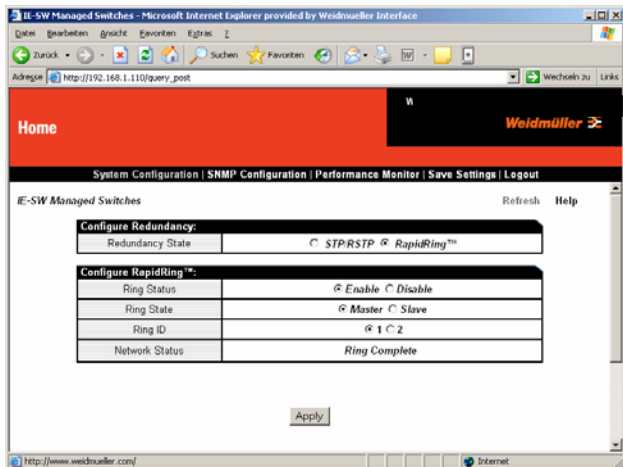 IE-SW Managed Switches - Microsoft Internet Explorer provided by Weidmueller Interface
Datei Bearbeiten Ansicht Favoriten Extras ?
Zurück Suchen Favoriten
Adresse http://192.168.1.110/query_post Wechseln zu Links
W
Home
Weidmüller
System Configuration | SNMP Configuration | Performance Monitor | Save Settings | Logout
IE-SW Managed Switches Refresh Help
Configure Redundancy:
Redundancy State STP/RSTP RapidRing™
Configure RapidRing™:
Ring Status Enable Disable
Ring State Master Slave
Ring ID 1 2
Network Status Ring Complete
Apply
http://www.weidmueller.com/ Internet